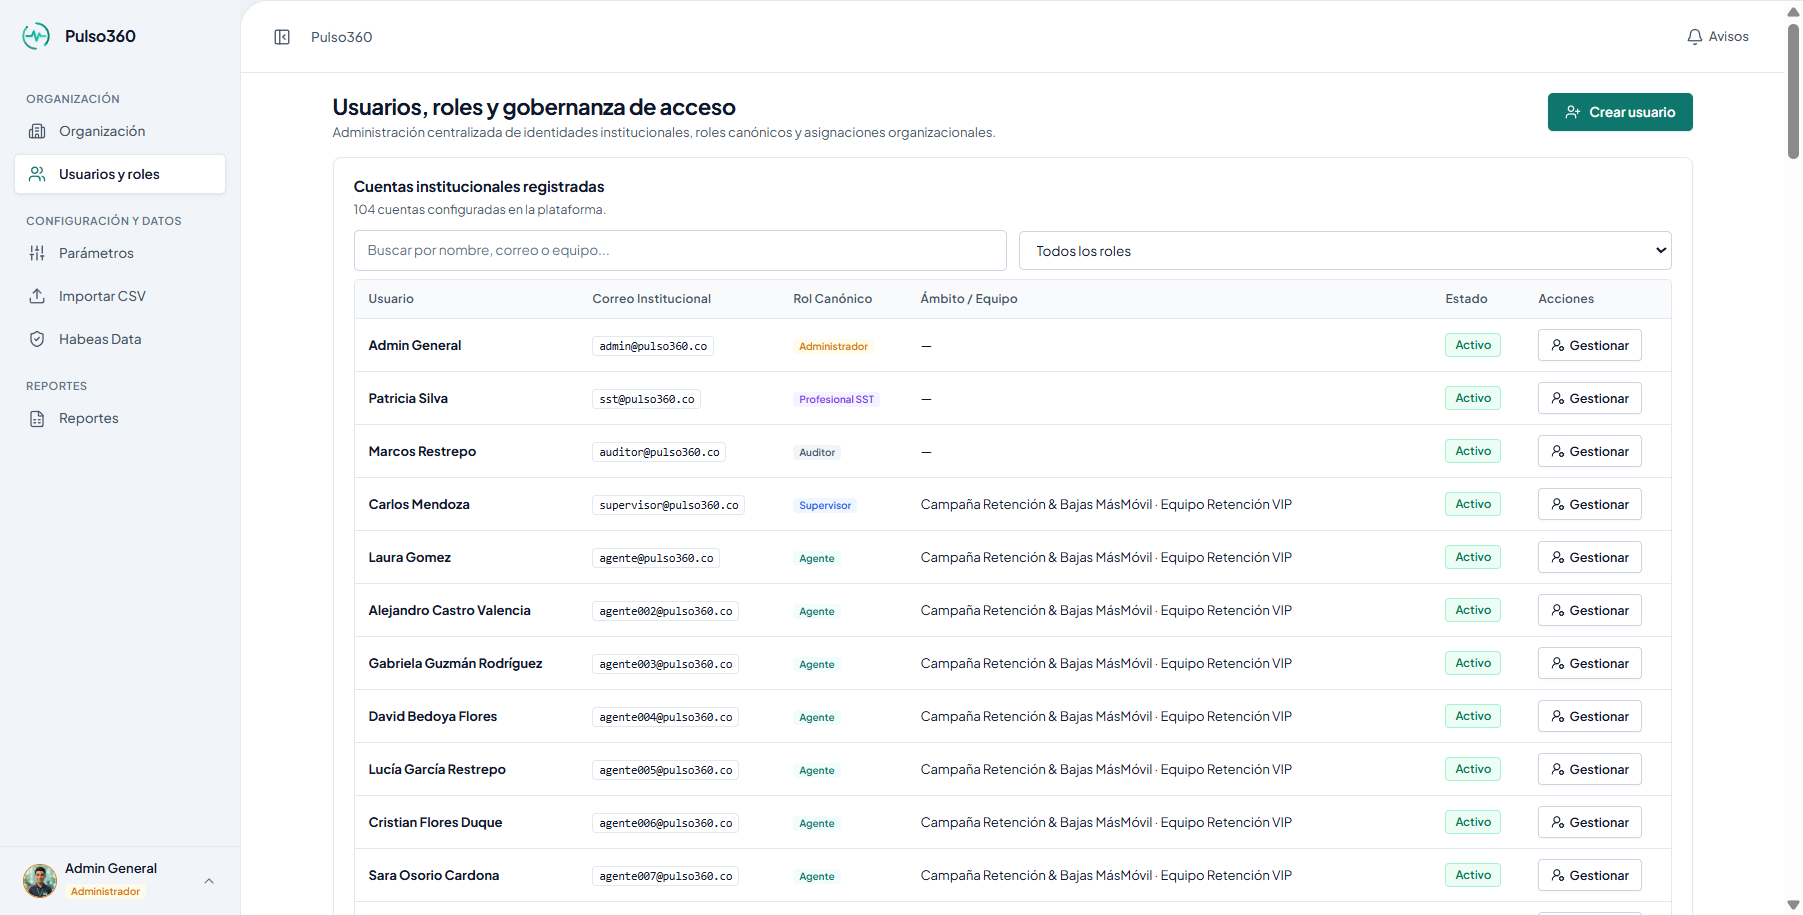 Pulso360
ORGANIZACIÓN
Organización
Usuarios y roles
CONFIGURACIÓN Y DATOS
Parámetros
Importar CSV
Habeas Data
REPORTES
Reportes
Admin General
Administrador
Pulso360
Avisos
Usuarios, roles y gobernanza de acceso
Administración centralizada de identidades institucionales, roles canónicos y asignaciones organizacionales.
Crear usuario
Cuentas institucionales registradas
104 cuentas configuradas en la plataforma.
Buscar por nombre, correo o equipo...
Todos los roles
Usuario Correo Institucional Rol Canónico Ámbito / Equipo Estado Acciones
Admin General admin@pulso360.co Administrador — Activo Gestionar
Patricia Silva sst@pulso360.co Profesional SST — Activo Gestionar
Marcos Restrepo auditor@pulso360.co Auditor — Activo Gestionar
Carlos Mendoza supervisor@pulso360.co Supervisor Campaña Retención & Bajas MásMóvil · Equipo Retención VIP Activo Gestionar
Laura Gomez agente@pulso360.co Agente Campaña Retención & Bajas MásMóvil · Equipo Retención VIP Activo Gestionar
Alejandro Castro Valencia agente002@pulso360.co Agente Campaña Retención & Bajas MásMóvil · Equipo Retención VIP Activo Gestionar
Gabriela Guzmán Rodríguez agente003@pulso360.co Agente Campaña Retención & Bajas MásMóvil · Equipo Retención VIP Activo Gestionar
David Bedoya Flores agente004@pulso360.co Agente Campaña Retención & Bajas MásMóvil · Equipo Retención VIP Activo Gestionar
Lucía García Restrepo agente005@pulso360.co Agente Campaña Retención & Bajas MásMóvil · Equipo Retención VIP Activo Gestionar
Cristian Flores Duque agente006@pulso360.co Agente Campaña Retención & Bajas MásMóvil · Equipo Retención VIP Activo Gestionar
Sara Osorio Cardona agente007@pulso360.co Agente Campaña Retención & Bajas MásMóvil · Equipo Retención VIP Activo Gestionar